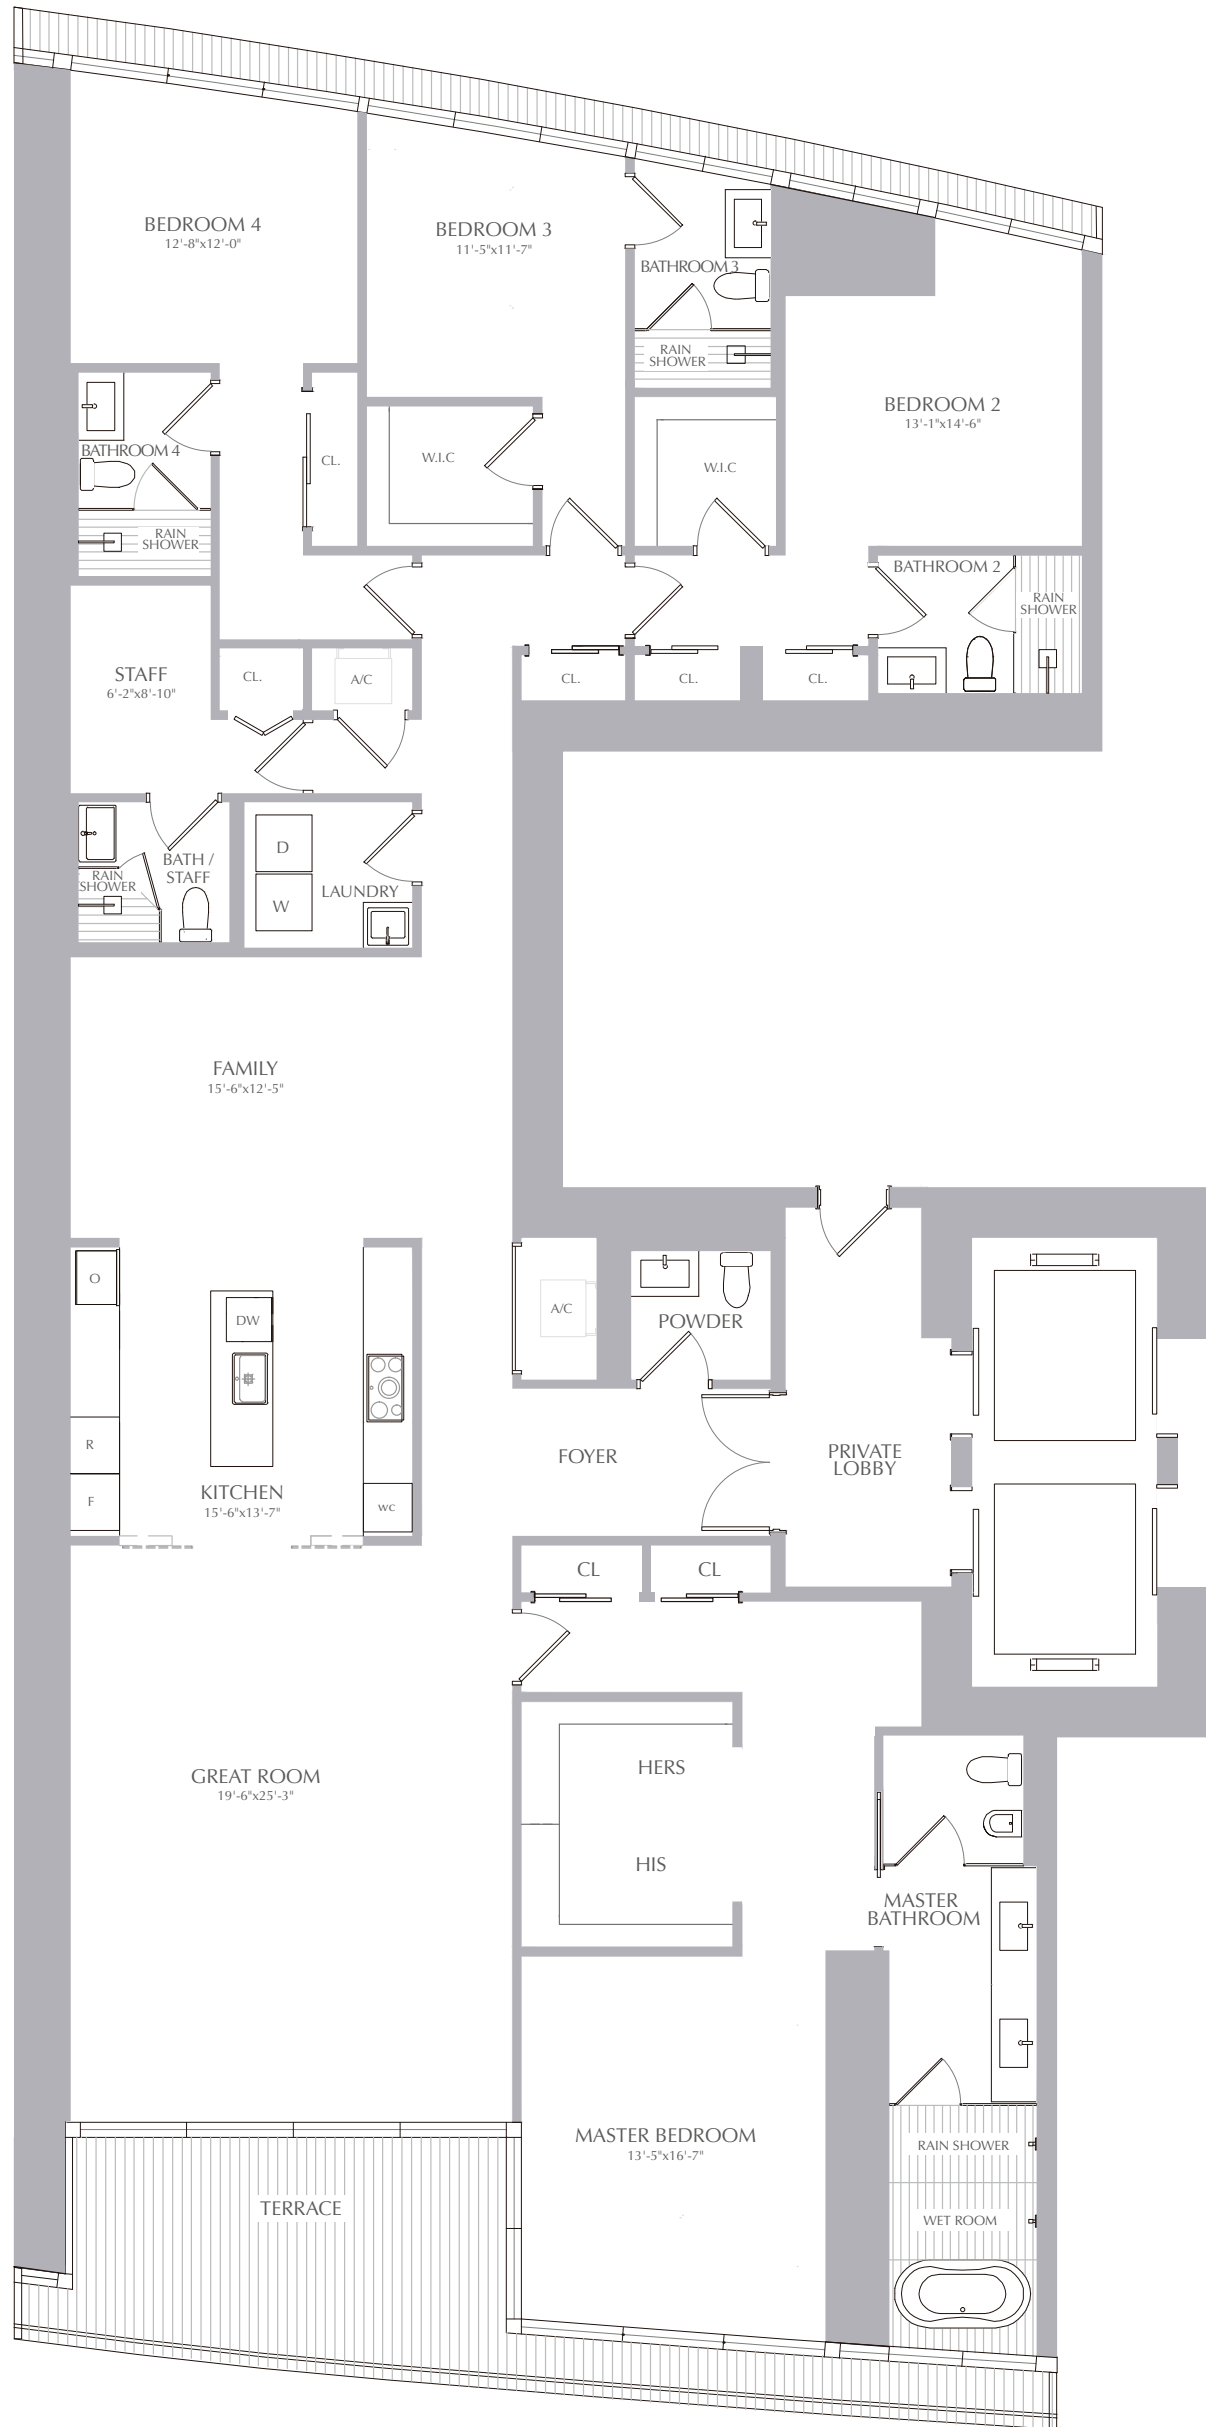 BEDROOM 4
12'-8"x12'-0"
BEDROOM 3
11'-5"x11'-7"
BATHROOM 3
RAIN
SHOWER
BEDROOM 2
13'-1"x14'-6"
BATHROOM 4
RAIN
SHOWER
CL.
W.I.C
W.I.C
BATHROOM 2
RAIN
SHOWER
STAFF
6'-2"x8'-10"
CL.
A/C
CL.
CL.
CL.
BATH /
STAFF
RAIN
SHOWER
D
W
LAUNDRY
FAMILY
15'-6"x12'-5"
O
DW
R
F
KITCHEN
15'-6"x13'-7"
wc
A/C
POWDER
FOYER
PRIVATE
LOBBY
CL
CL
GREAT ROOM
19'-6"x25'-3"
HERS
HIS
MASTER
BATHROOM
MASTER BEDROOM
13'-5"x16'-7"
RAIN SHOWER
WET ROOM
TERRACE